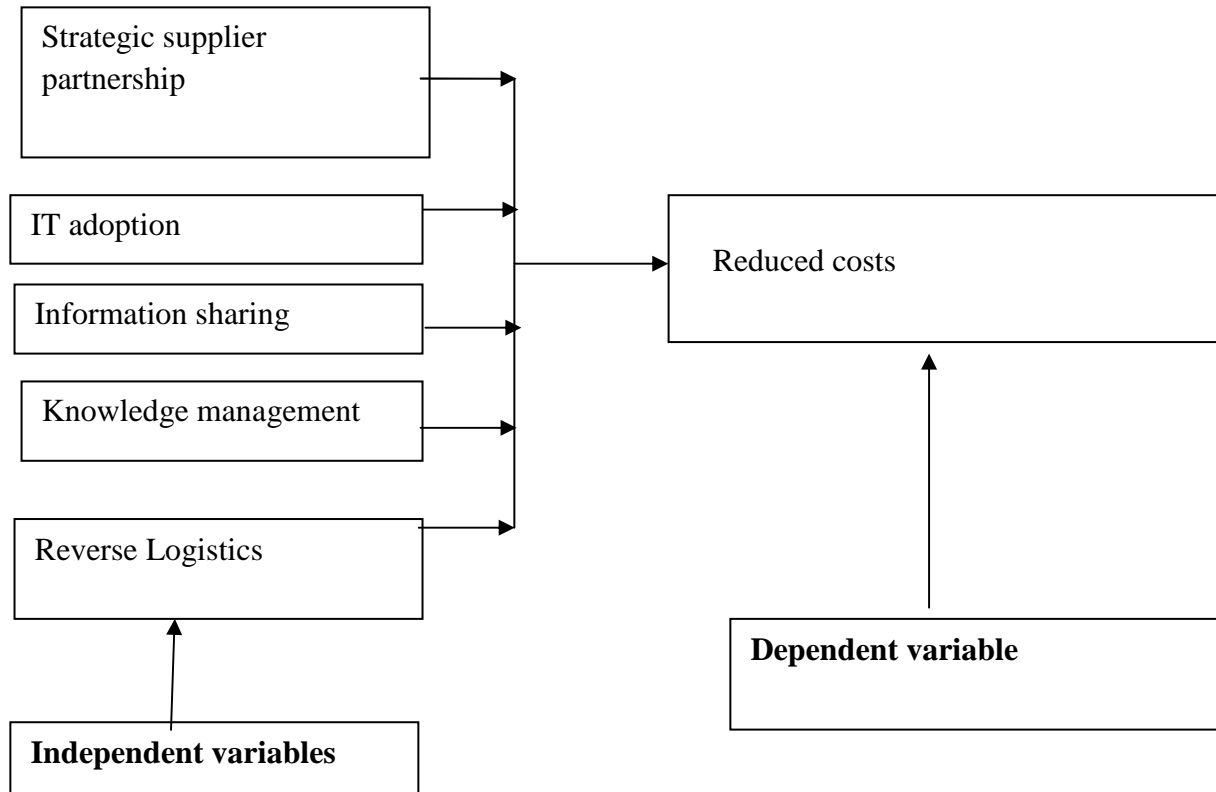 Strategic supplier
partnership
IT adoption
Information sharing
Knowledge management
Reverse Logistics
Independent variables
Reduced costs
Dependent variable